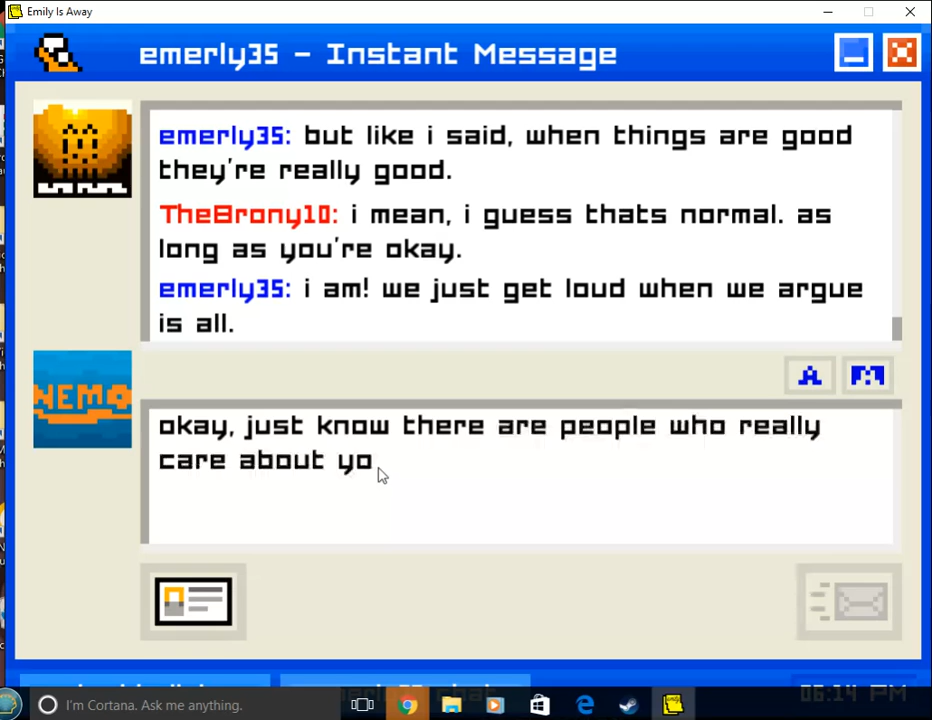 Emily Is Away
emerly35 - Instant Message
emerly35: but like i said, when things are good
they're really good.
TheBrony10: i mean, i guess thats normal. as
long as you're okay.
emerly35: i am! we just get loud when we argue
is all.
NEMO
A
okay, just know there are people who really
care about yo
06:14 PM
I'm Cortana. Ask me anything.